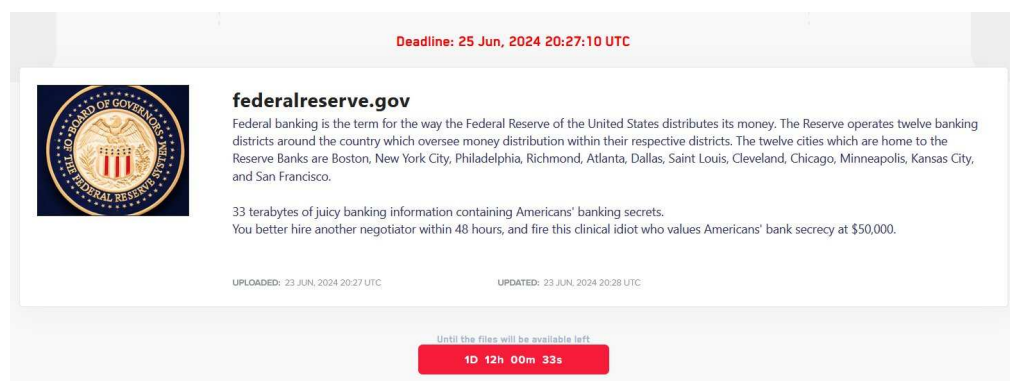 Deadline: 25 Jun, 2024 20:27:10 UTC
BOARD OF GOVERNORS
OF THE FEDERAL RESERVE SYSTEM
federalreserve.gov
Federal banking is the term for the way the Federal Reserve of the United States distributes its money. The Reserve operates twelve banking
districts around the country which oversee money distribution within their respective districts. The twelve cities which are home to the
Reserve Banks are Boston, New York City, Philadelphia, Richmond, Atlanta, Dallas, Saint Louis, Cleveland, Chicago, Minneapolis, Kansas City,
and San Francisco.
33 terabytes of juicy banking information containing Americans' banking secrets.
You better hire another negotiator within 48 hours, and fire this clinical idiot who values Americans' bank secrecy at $50,000.
UPLOADED: 23 JUN, 2024 20:27 UTC UPDATED: 23 JUN, 2024 20:28 UTC
Until the files will be available left
1D 12h 00m 33s